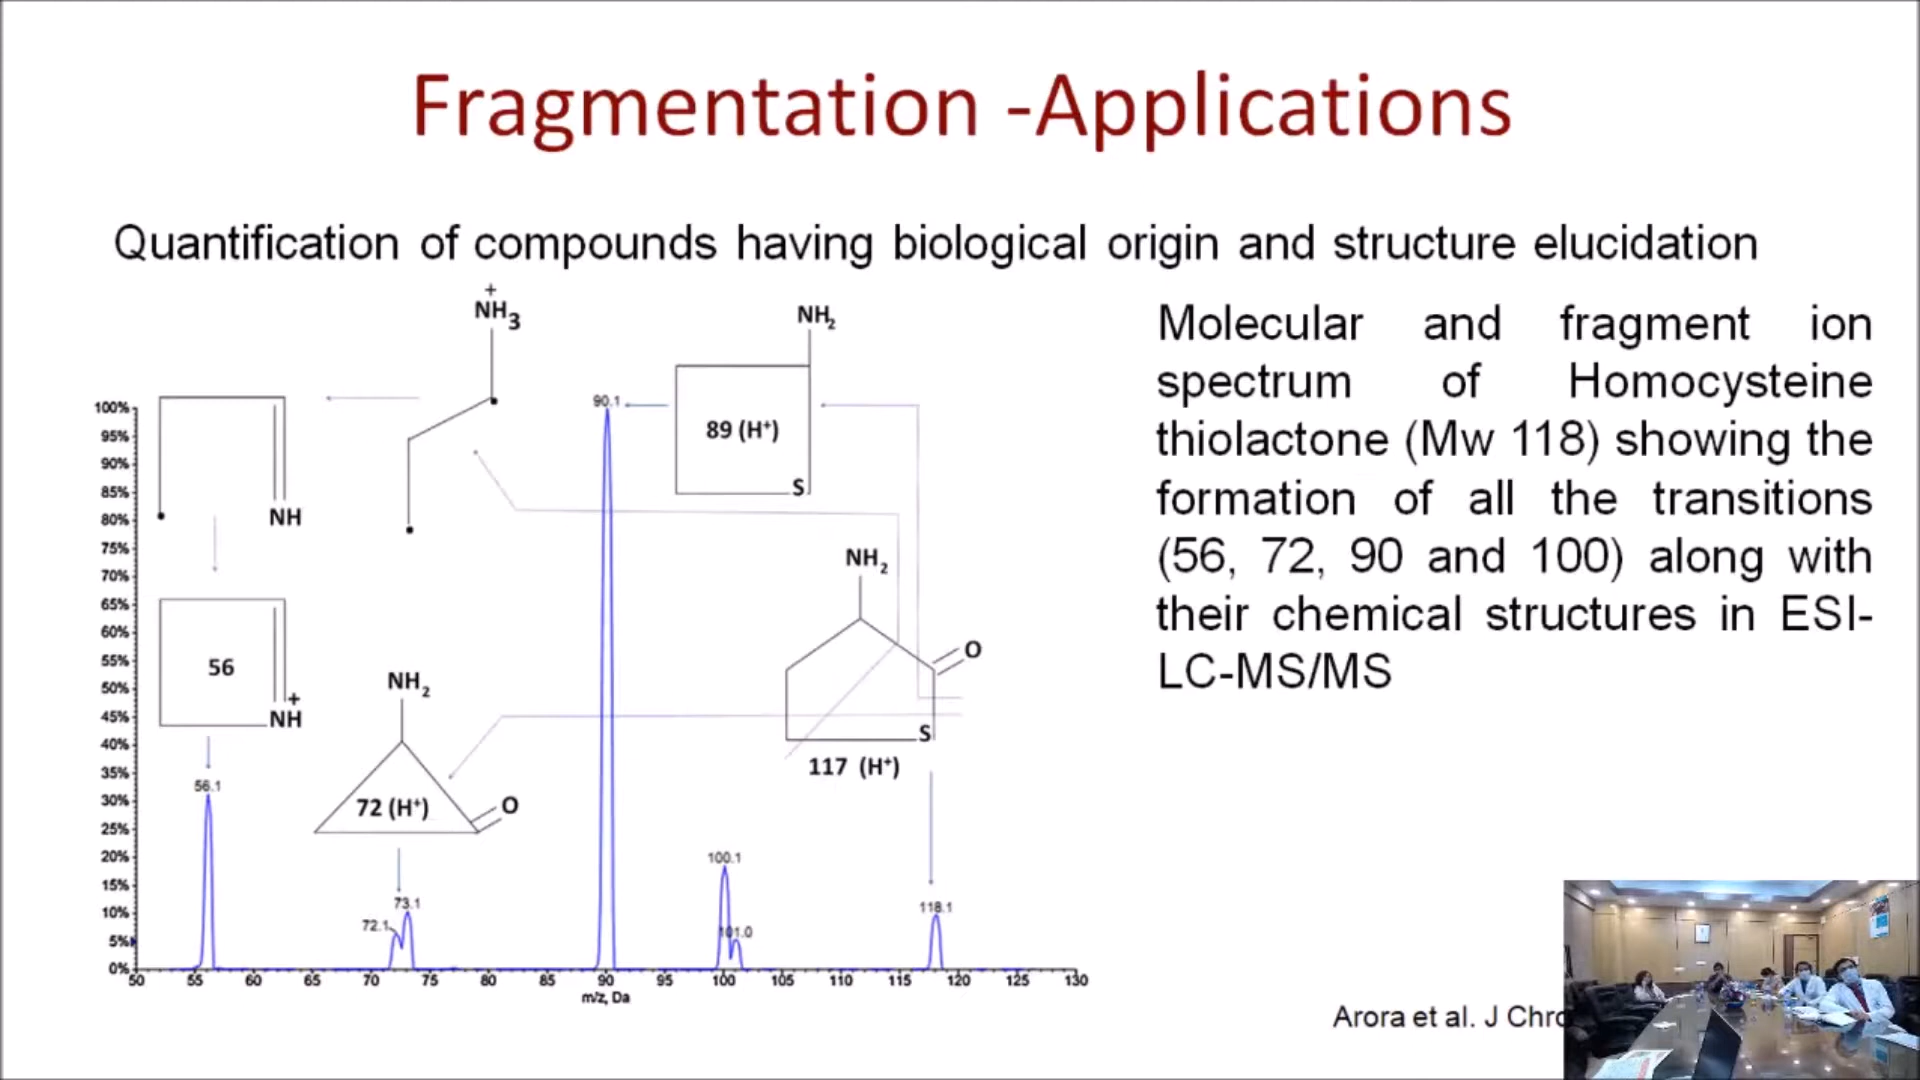 Fragmentation -Applications
Quantification of compounds having biological origin and structure elucidation
Molecular and fragment ion
spectrum of Homocysteine
thiolactone (Mw 118) showing the
formation of all the transitions
(56, 72, 90 and 100) along with
their chemical structures in ESI-
LC-MS/MS
+
NH3
NH2
89 (H+)
S
NH
56
+
NH
NH2
72 (H+)
O
NH2
O
S
117 (H+)
100%
95%
90%
85%
80%
75%
70%
65%
60%
55%
50%
45%
40%
35%
30%
25%
20%
15%
10%
5%
0%
56.1
72.1
73.1
90.1
100.1
101.0
118.1
50 55 60 65 70 75 80 85 90 95 100 105 110 115 120 125 130
m/z, Da
Arora et al. J